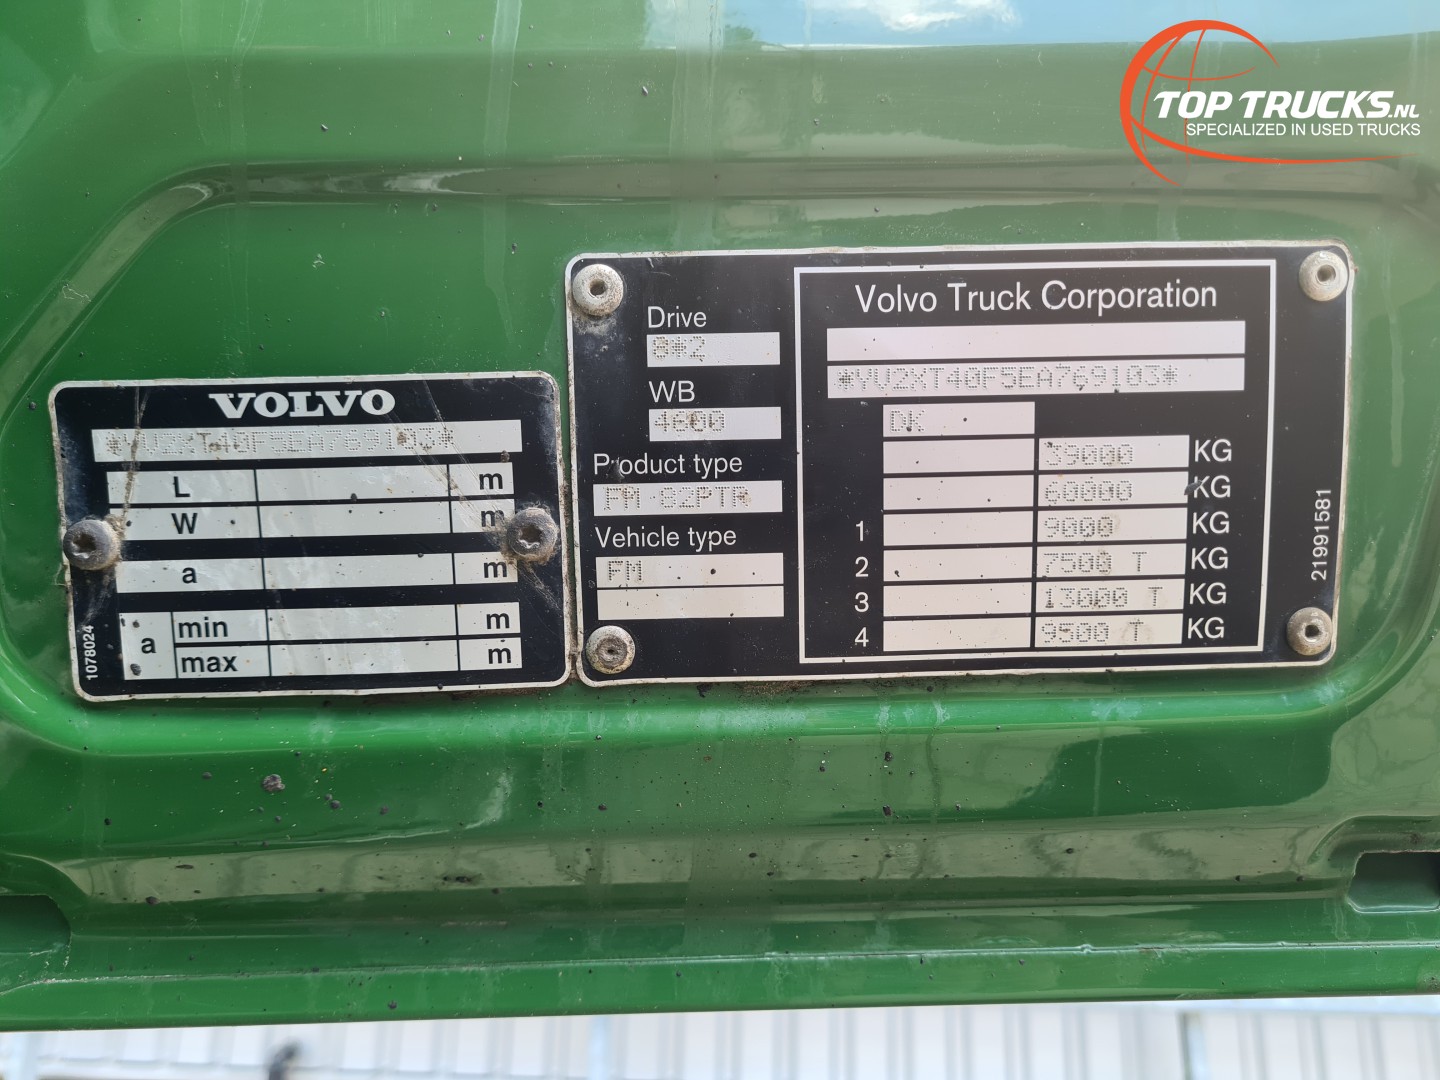 TOP TRUCKS.NL
SPECIALIZED IN USED TRUCKS
VOLVO
*YV2XT40F5EA769103*
L m
W m
a m
a
min m
max m
1078024
Drive
8*2
WB
4600
Product type
FM 82PTR
Vehicle type
FM
Volvo Truck Corporation
*YV2XT40F5EA769103*
DK
39000 KG
60000 KG
1 9000 KG
2 7500 T KG
3 13000 T KG
4 9500 T KG
21991581